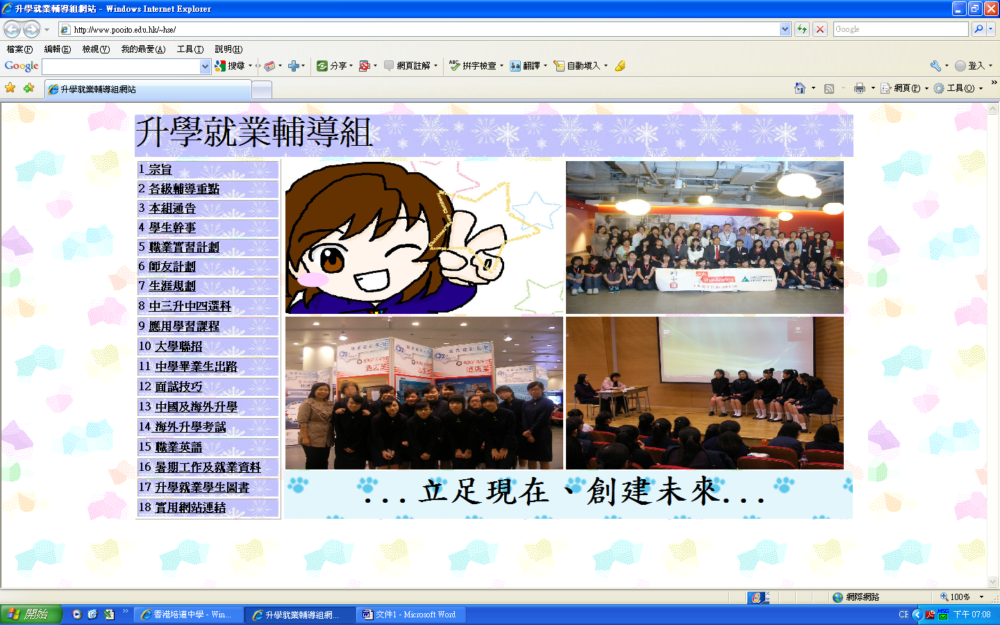 升學就業輔導組網站 - Windows Internet Explorer
http://www.pooito.edu.hk/~hse/
Google
檔案(F) 編輯(E) 檢視(V) 我的最愛(A) 工具(T) 說明(H)
Google 搜尋 分享 網頁註解 拼字檢查 翻譯 自動填入 登入
升學就業輔導組網站 網頁(P) 工具(O)
升學就業輔導組
1 宗旨
2 各級輔導重點
3 本組通告
4 學生幹事
5 職業實習計劃
6 師友計劃
7 生涯規劃
8 中三升中四選科
9 應用學習課程
10 大學聯招
11 中學畢業生出路
12 面試技巧
13 中國及海外升學
14 海外升學考試
15 職業英語
16 暑期工作及就業資料
17 升學就業學生圖書
18 實用網站連結
Job
Shadowing
酒店業
酒店業
...立足現在、創建未來...
網際網路 100%
開始 香港培道中學 - Win... 升學就業輔導組網... 文件1 - Microsoft Word CH MSG 下午 07:08